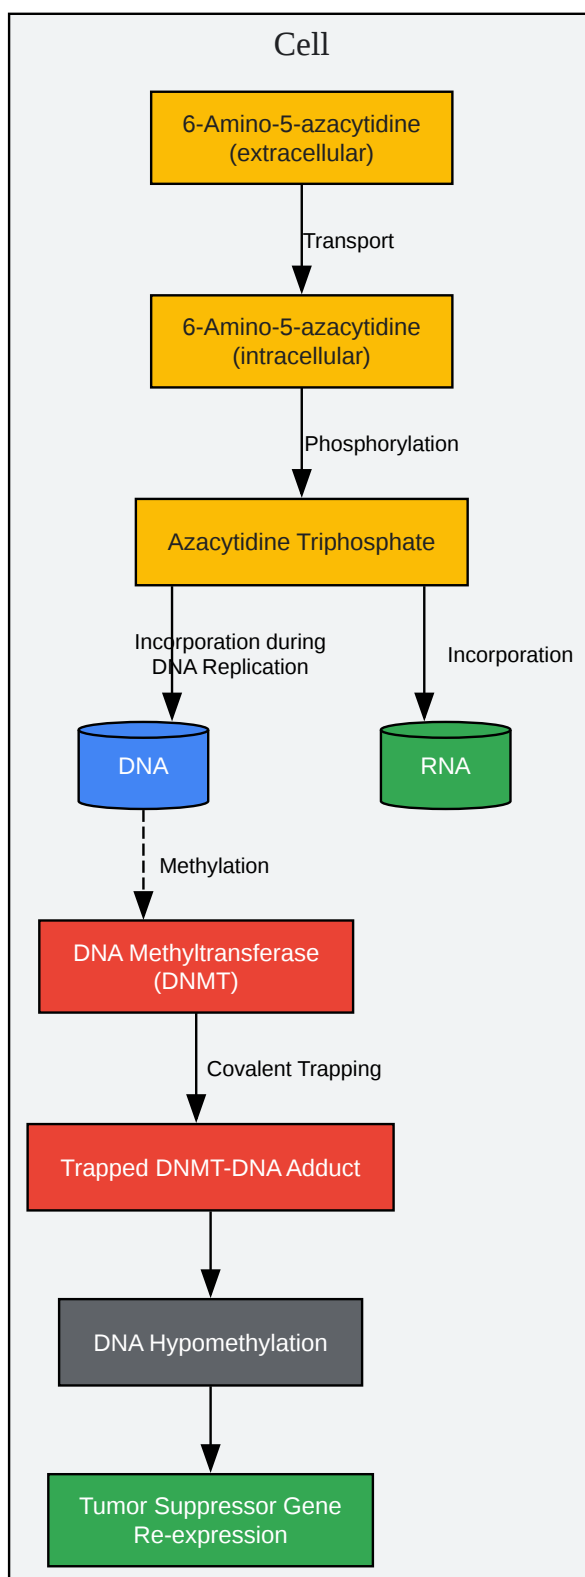 Cell
6-Amino-5-azacytidine
(extracellular)
Transport
6-Amino-5-azacytidine
(intracellular)
Phosphorylation
Azacytidine Triphosphate
Incorporation during
DNA Replication
Incorporation
DNA
RNA
Methylation
DNA Methyltransferase
(DNMT)
Covalent Trapping
Trapped DNMT-DNA Adduct
DNA Hypomethylation
Tumor Suppressor Gene
Re-expression